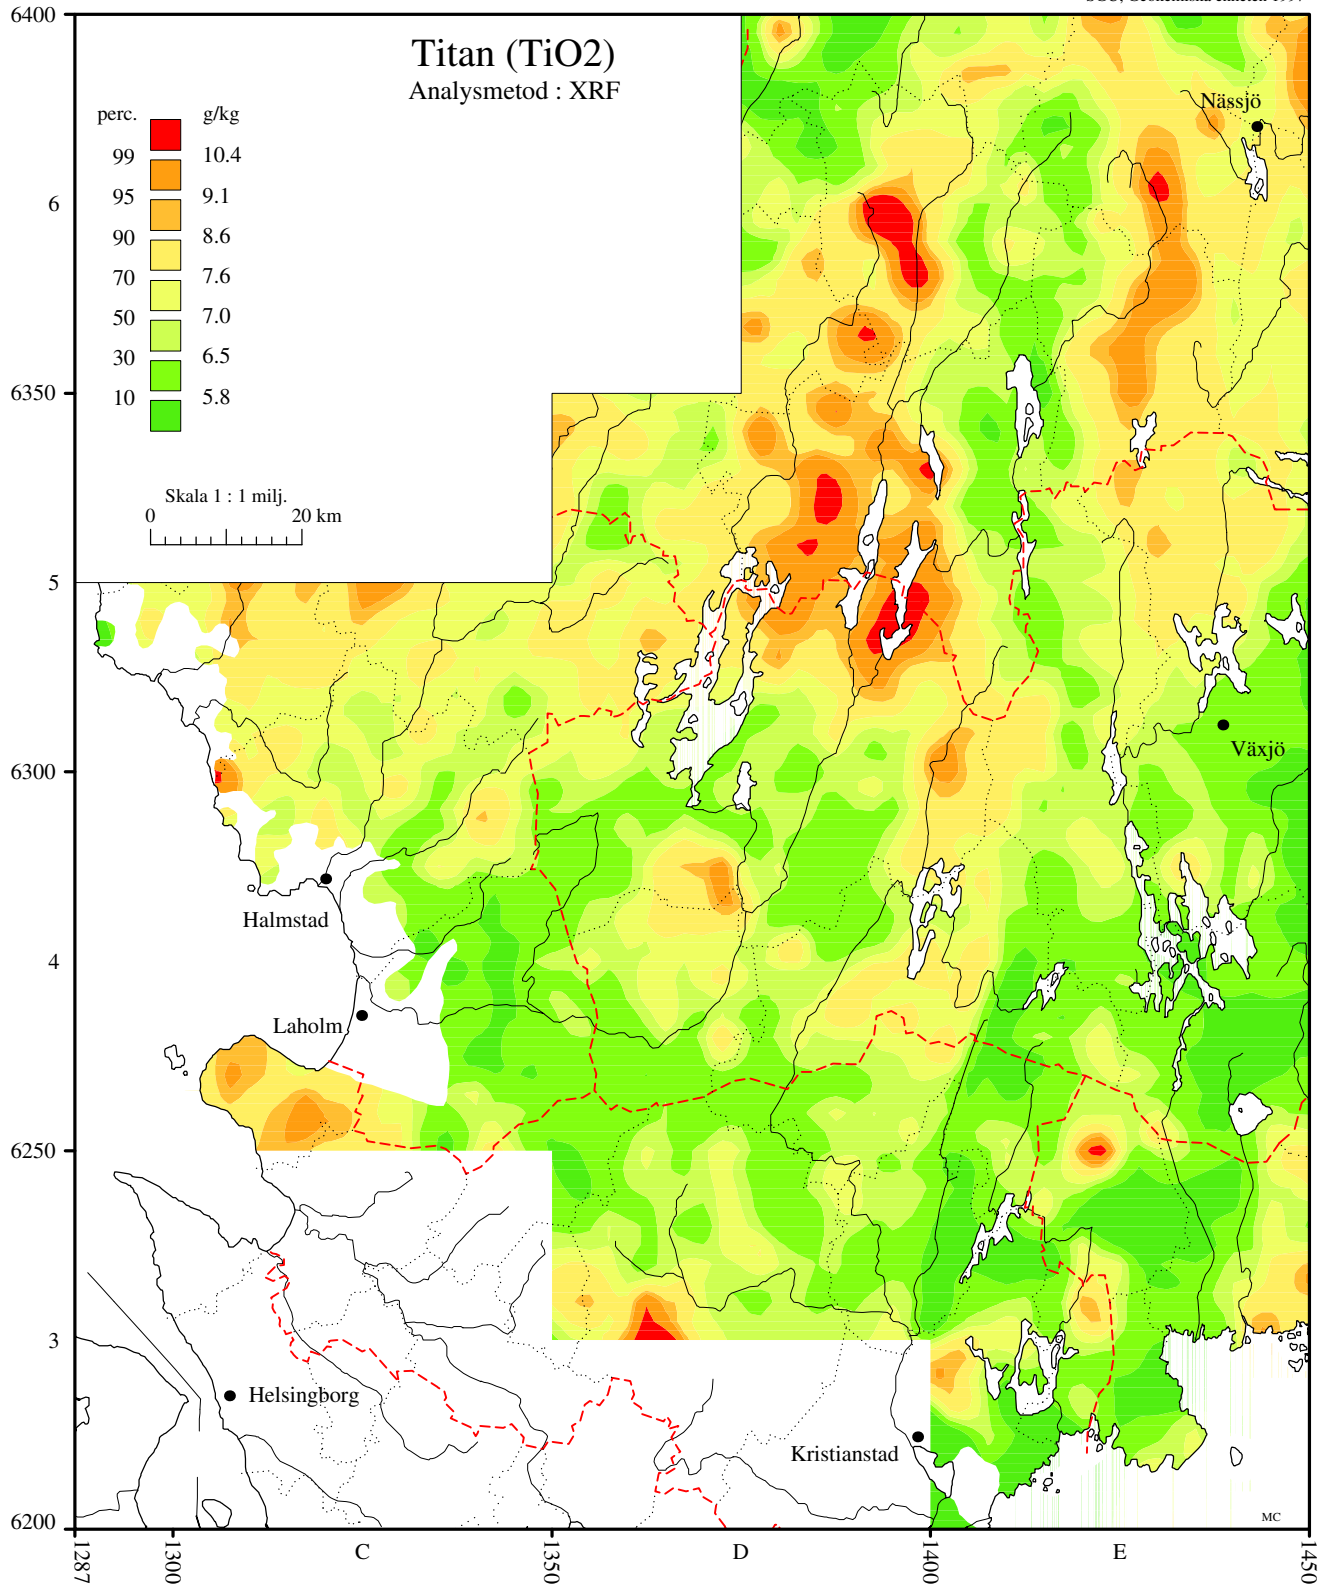 6400
Titan (TiO2)
Analysmetod : XRF
perc. g/kg
99 10.4
95 9.1
90 8.6
70 7.6
50 7.0
30 6.5
10 5.8
Skala 1 : 1 milj.
0 20 km
Nässjö
6
6350
5
Växjö
6300
Halmstad
4
Laholm
6250
3
Helsingborg
Kristianstad
6200
MC
1287 1300 C 1350 D 1400 E 1450